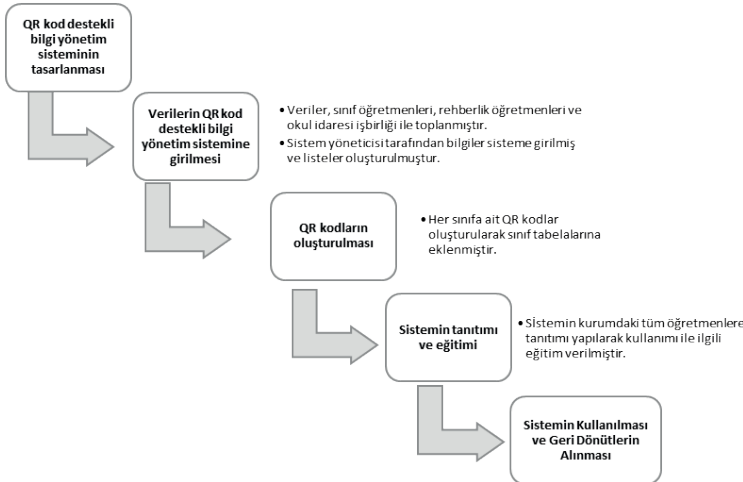 QR kod destekli
bilgi yönetim
sisteminin
tasarlanması
Verilerin QR kod
destekli bilgi
yönetim sistemine
girilmesi
• Veriler, sınıf öğretmenleri, rehberlik öğretmenleri ve
okul idaresi işbirliği ile toplanmıştır.
• Sistem yöneticisi tarafından bilgiler sisteme girilmiş
ve listeler oluşturulmuştur.
QR kodların
oluşturulması
• Her sınıfa ait QR kodlar
oluşturularak sınıf tabelalarına
eklenmiştir.
Sistemin tanıtımı
ve eğitimi
• Sİstemin kurumdaki tüm öğretmenlere
tanıtımı yapılarak kullanımı ile ilgili
eğitim verilmiştir.
Sistemin Kullanılması
ve Geri Dönütlerin
Alınması